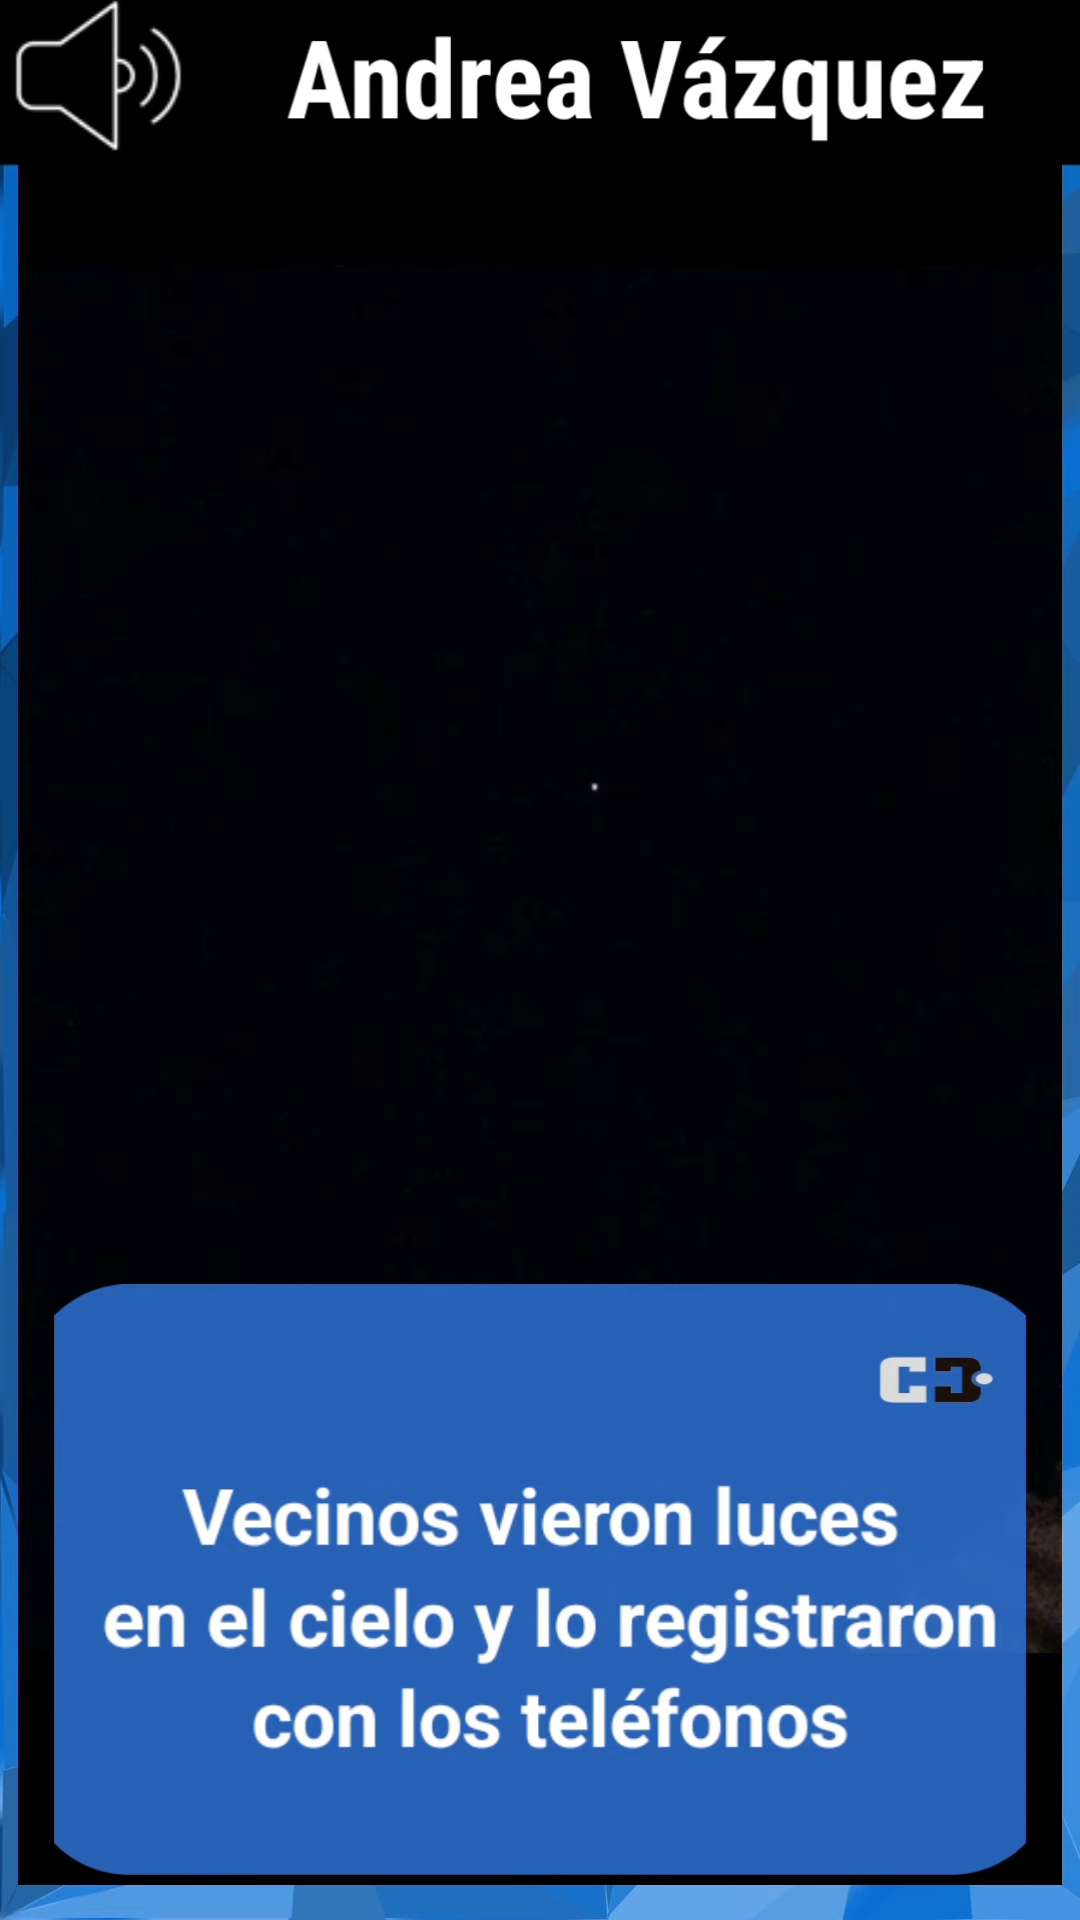 Andrea Vázquez
Vecinos vieron luces
en el cielo y lo registraron
con los teléfonos